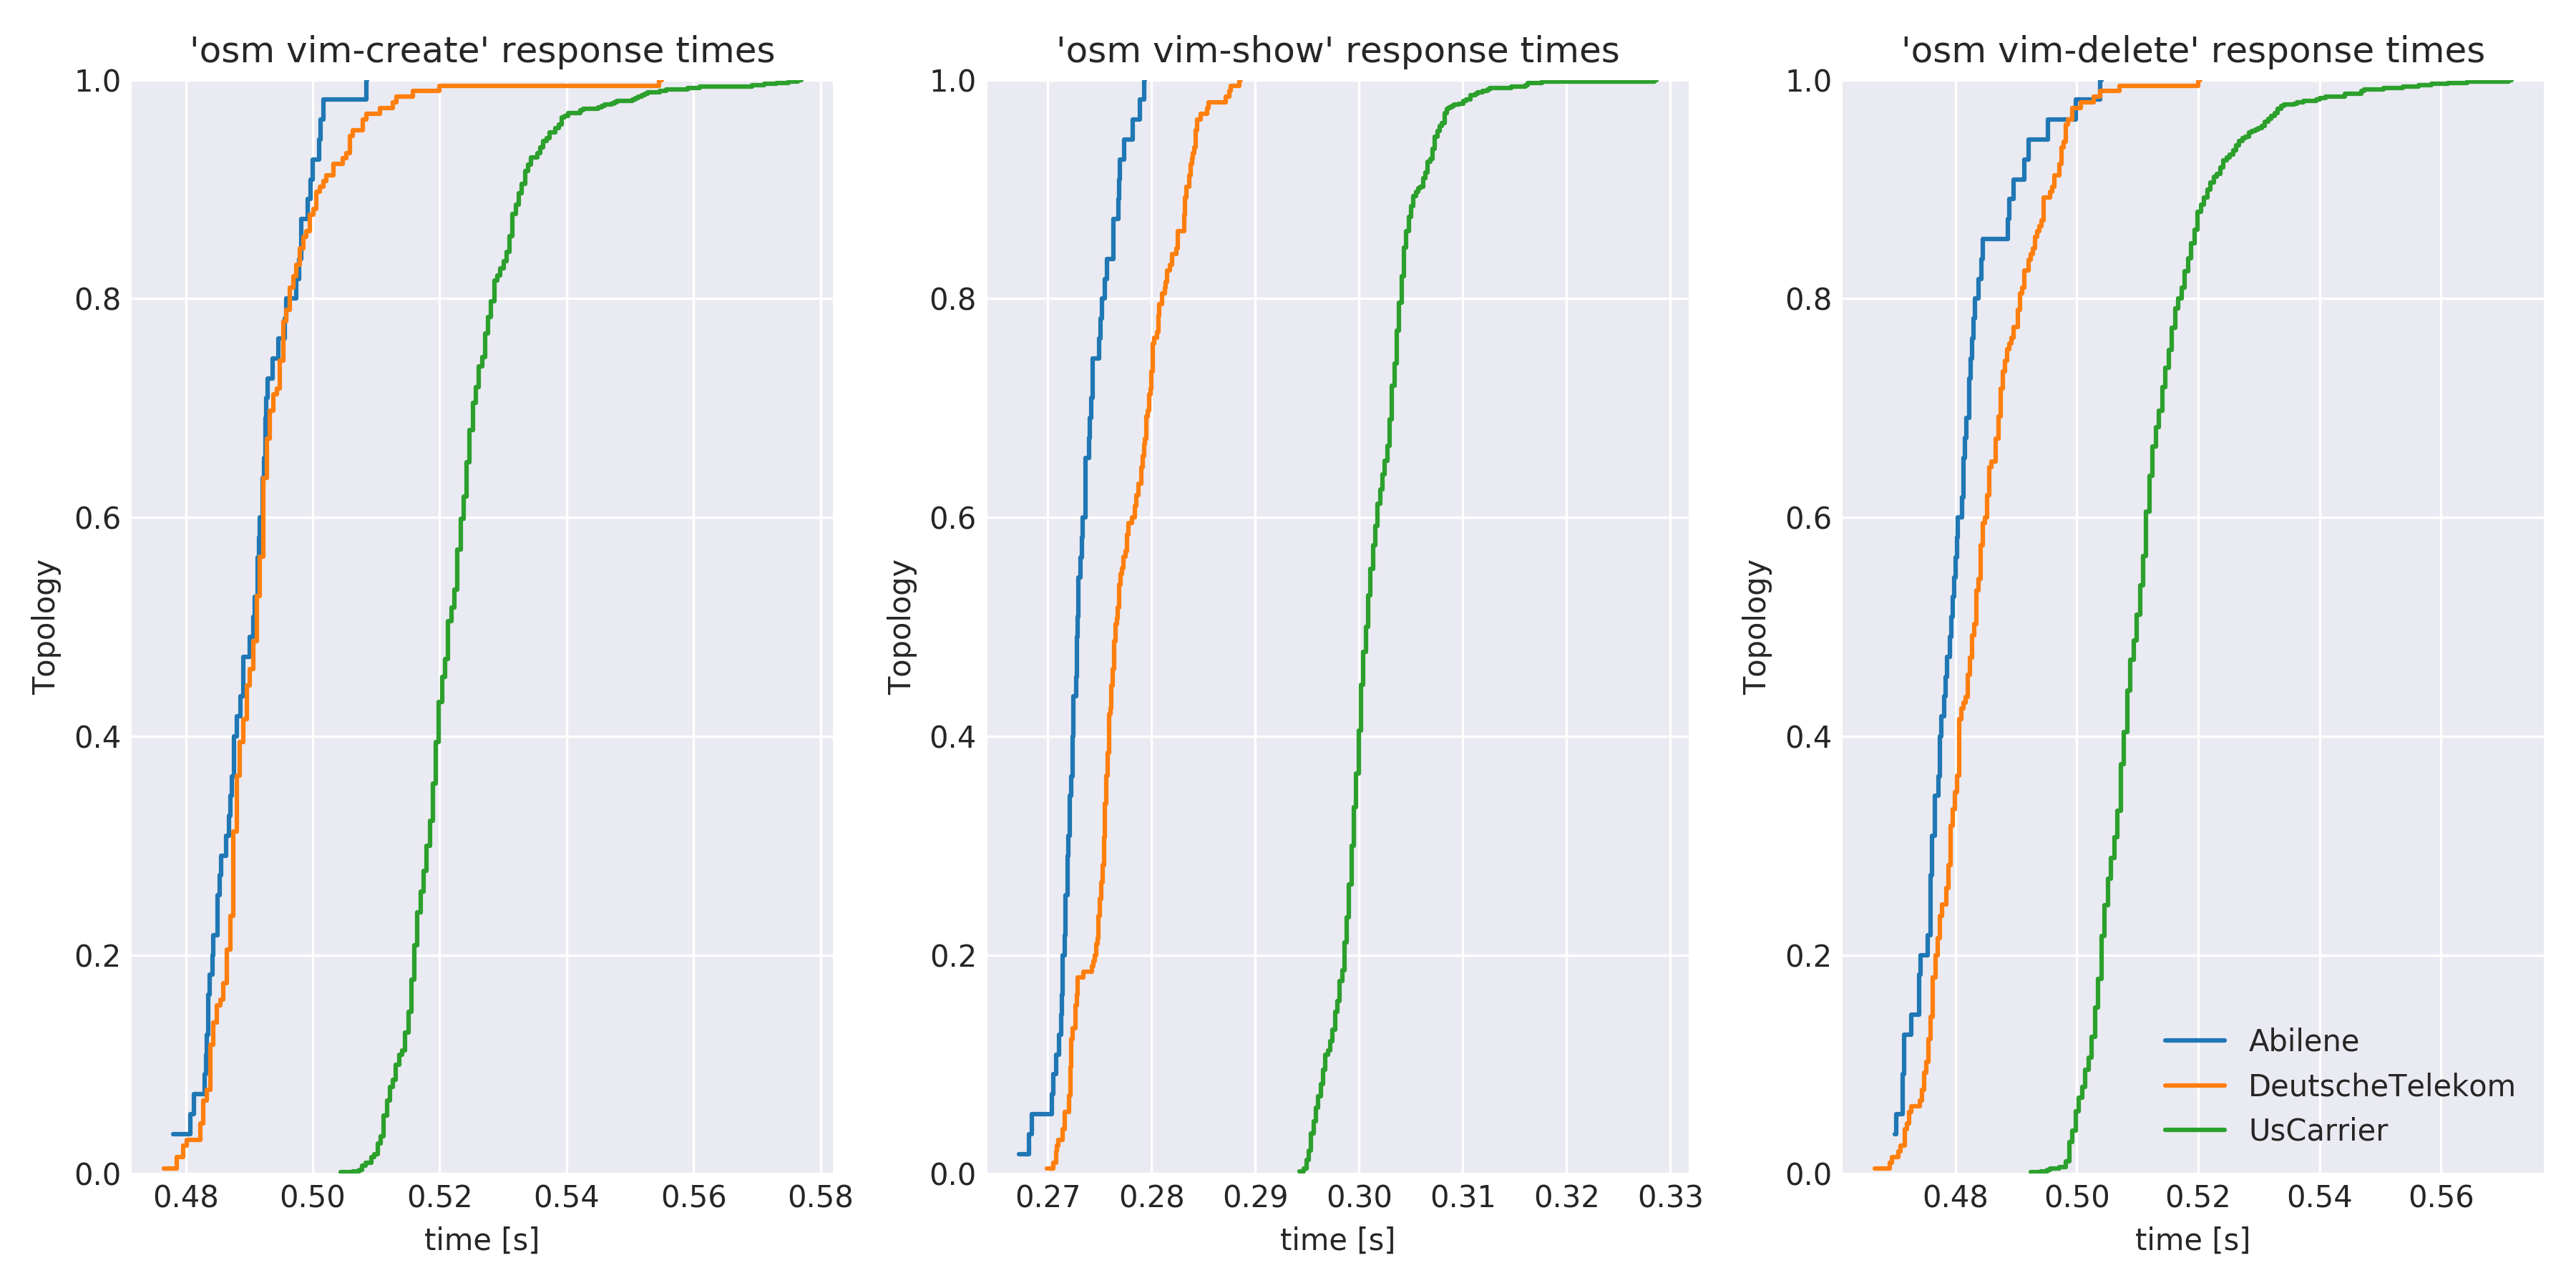 'osm vim-create' response times
1.0
0.8
0.6
0.4
0.2
0.0
Topology
0.48 0.50 0.52 0.54 0.56 0.58
time [s]
'osm vim-show' response times
1.0
0.8
0.6
0.4
0.2
0.0
Topology
0.27 0.28 0.29 0.30 0.31 0.32 0.33
time [s]
'osm vim-delete' response times
1.0
0.8
0.6
0.4
0.2
0.0
Topology
Abilene
DeutscheTelekom
UsCarrier
0.48 0.50 0.52 0.54 0.56
time [s]